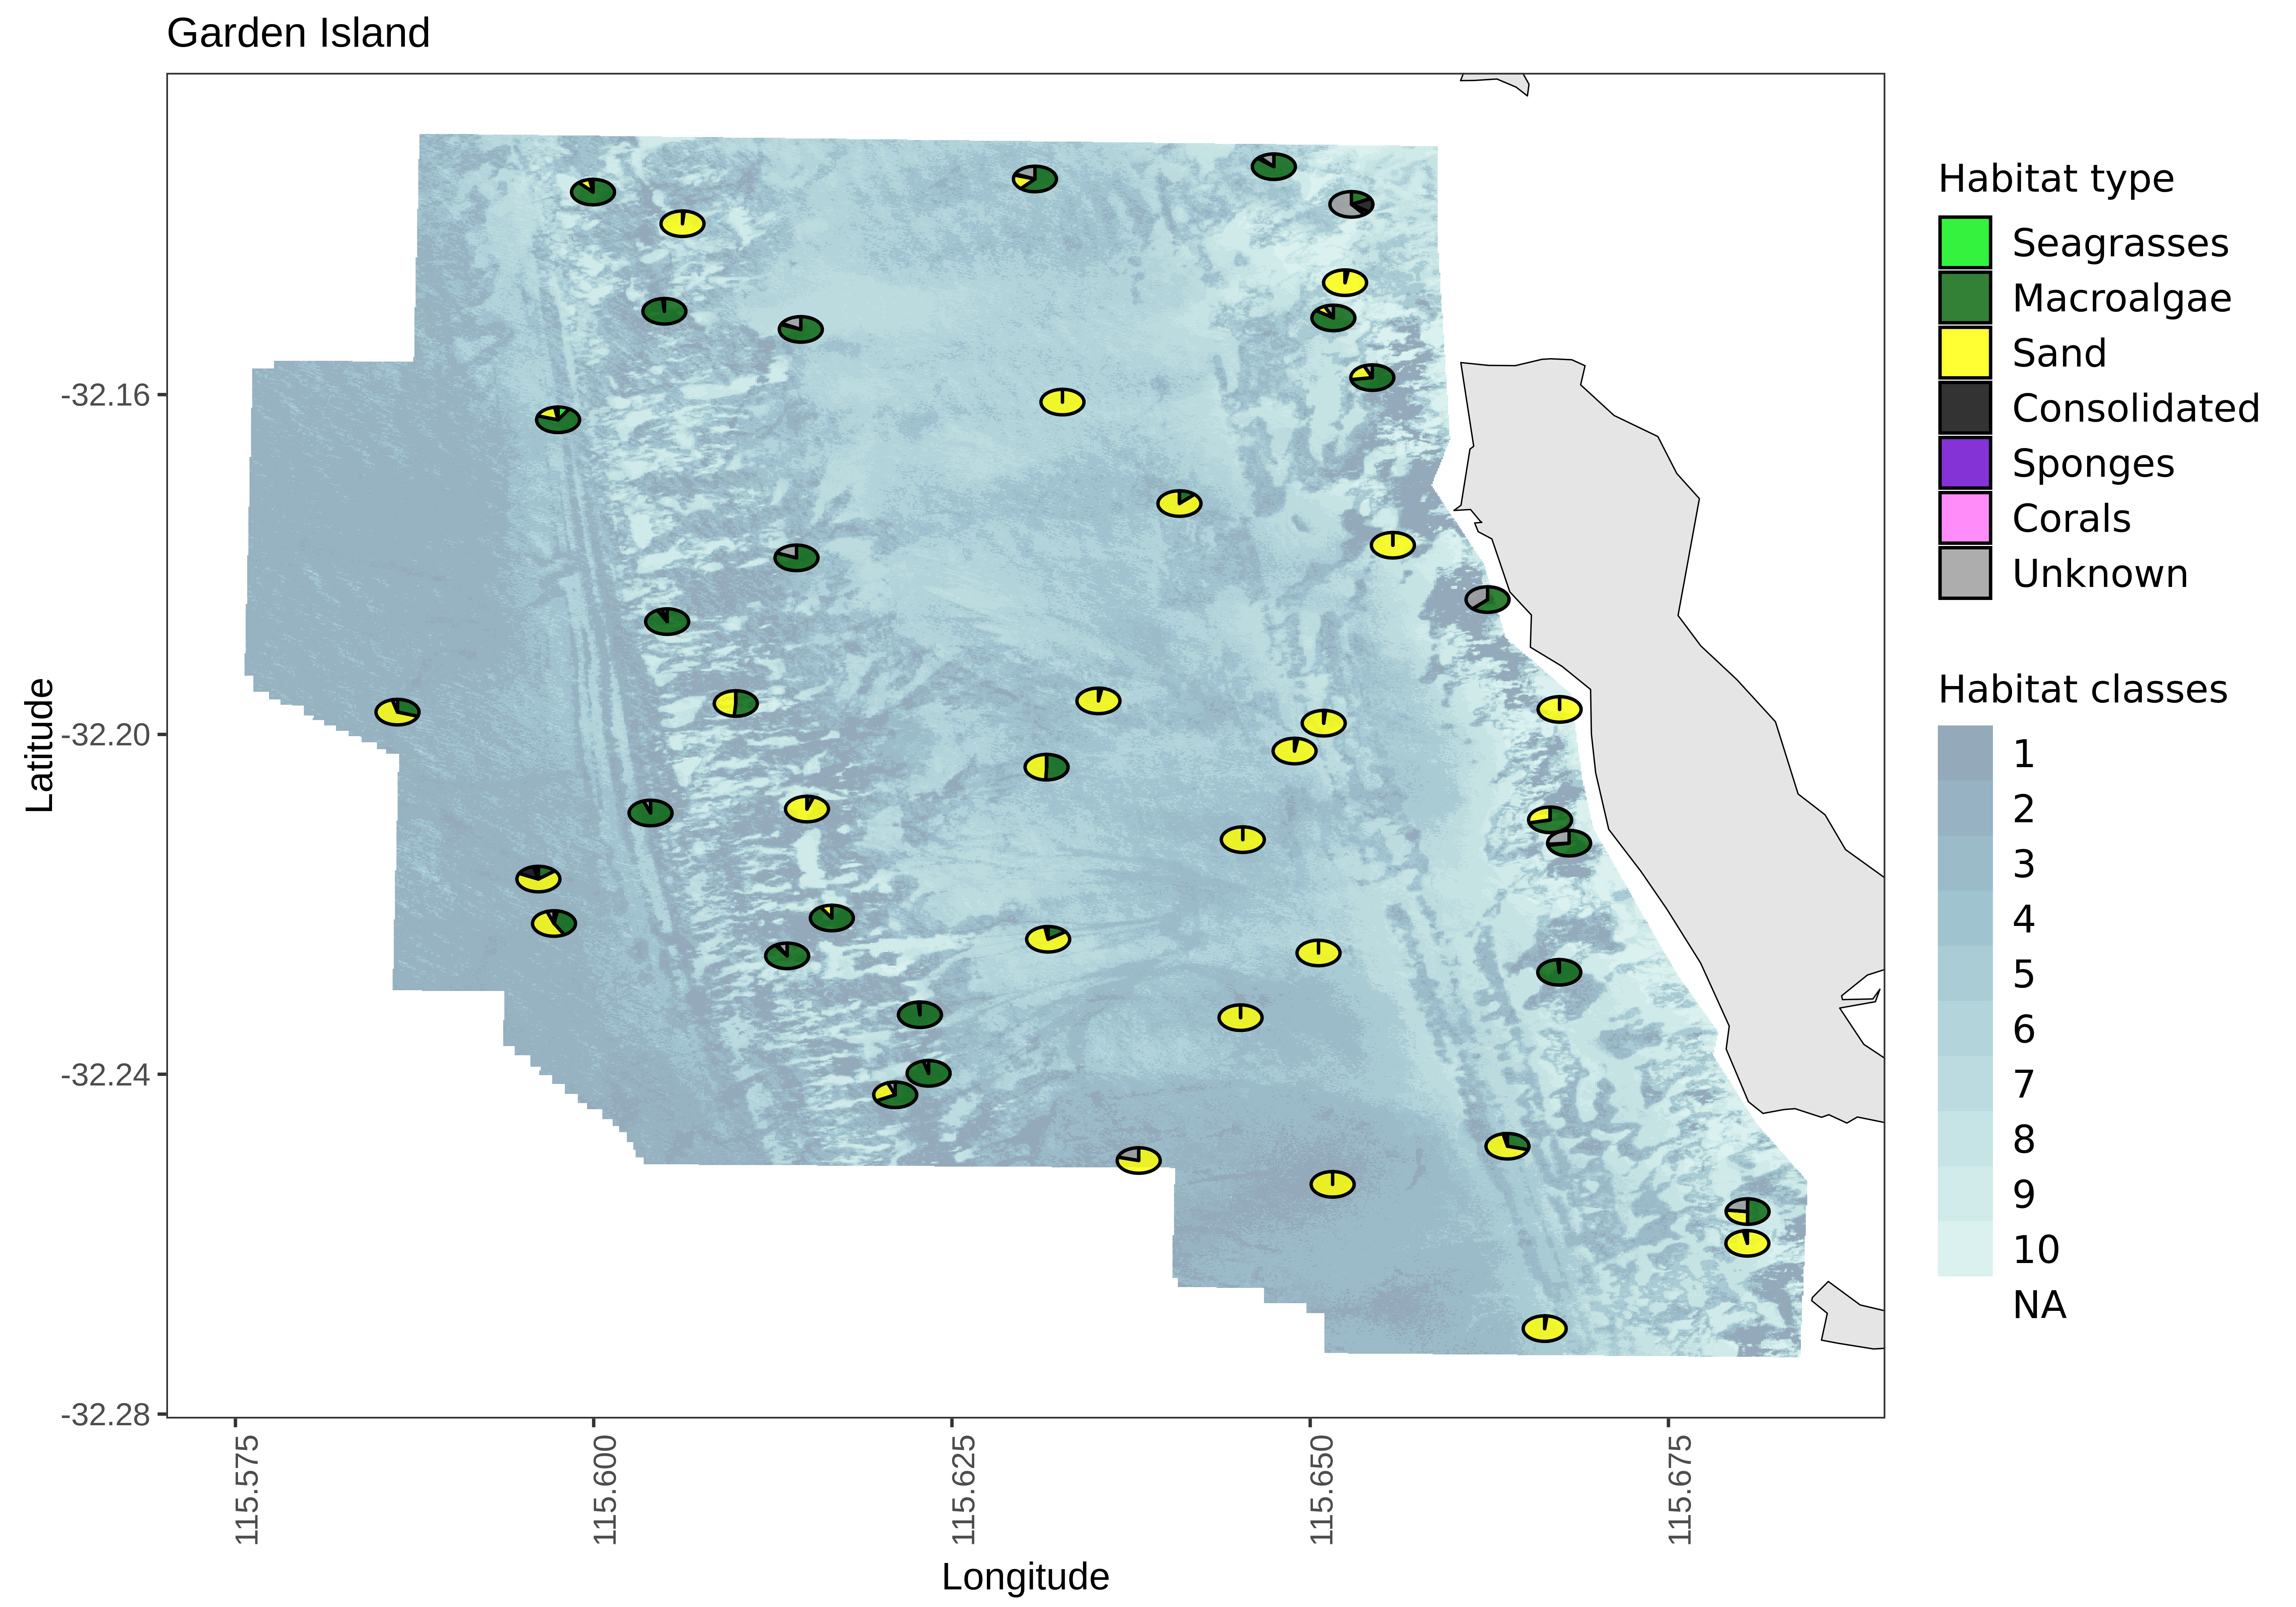 Garden Island
Latitude
-32.16
-32.20
-32.24
-32.28
115.575
115.600
115.625
115.650
115.675
Longitude
Habitat type
Seagrasses
Macroalgae
Sand
Consolidated
Sponges
Corals
Unknown
Habitat classes
1
2
3
4
5
6
7
8
9
10
NA